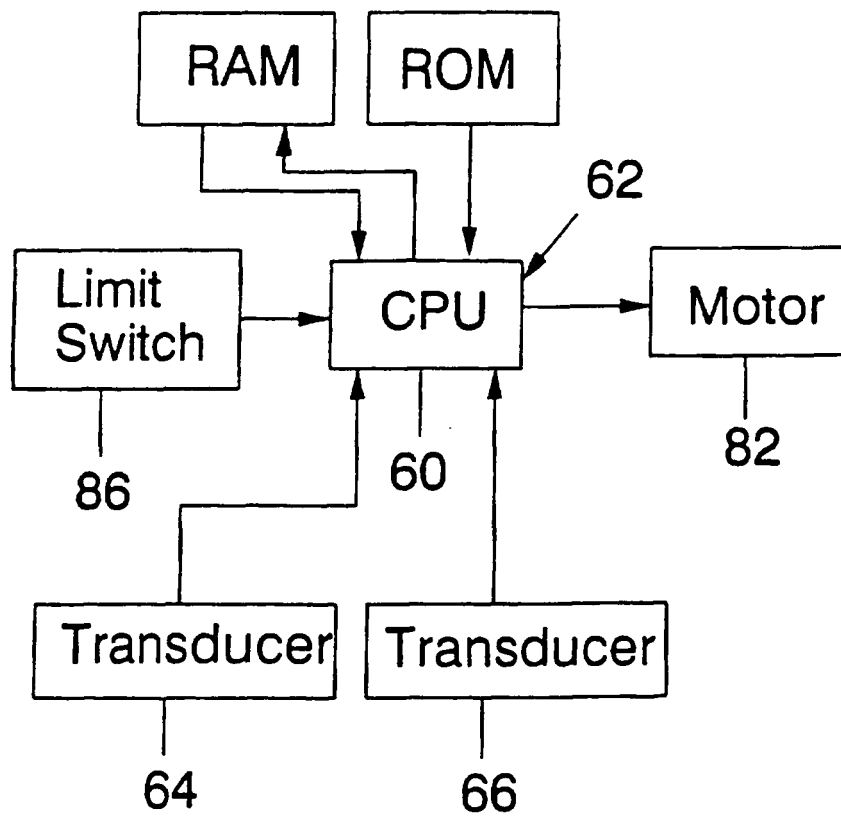 RAM
ROM
62
Limit
Switch
CPU
Motor
86
60
82
Transducer
Transducer
64
66